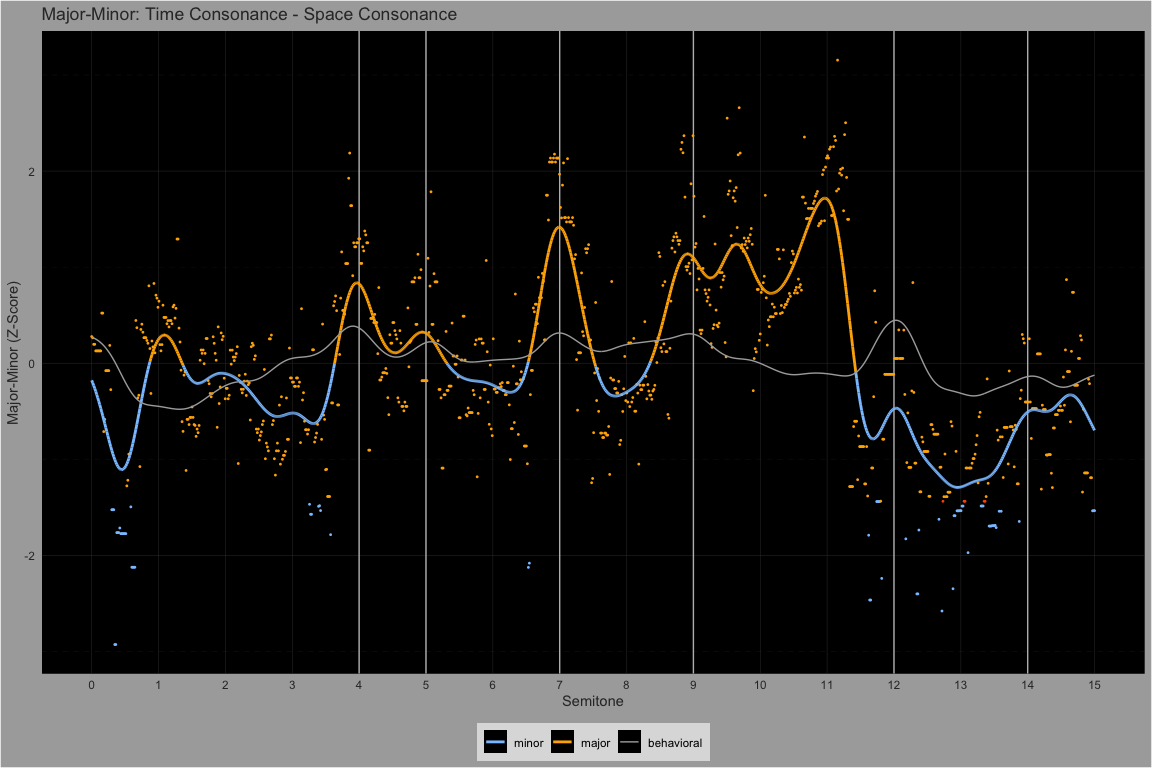 Major-Minor: Time Consonance - Space Consonance
Major-Minor (Z-Score)
2
0
-2
0 1 2 3 4 5 6 7 8 9 10 11 12 13 14 15
Semitone
minor major behavioral